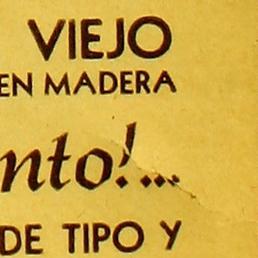 VIEJO
EN MADERA
nto!...
DE TIPO Y